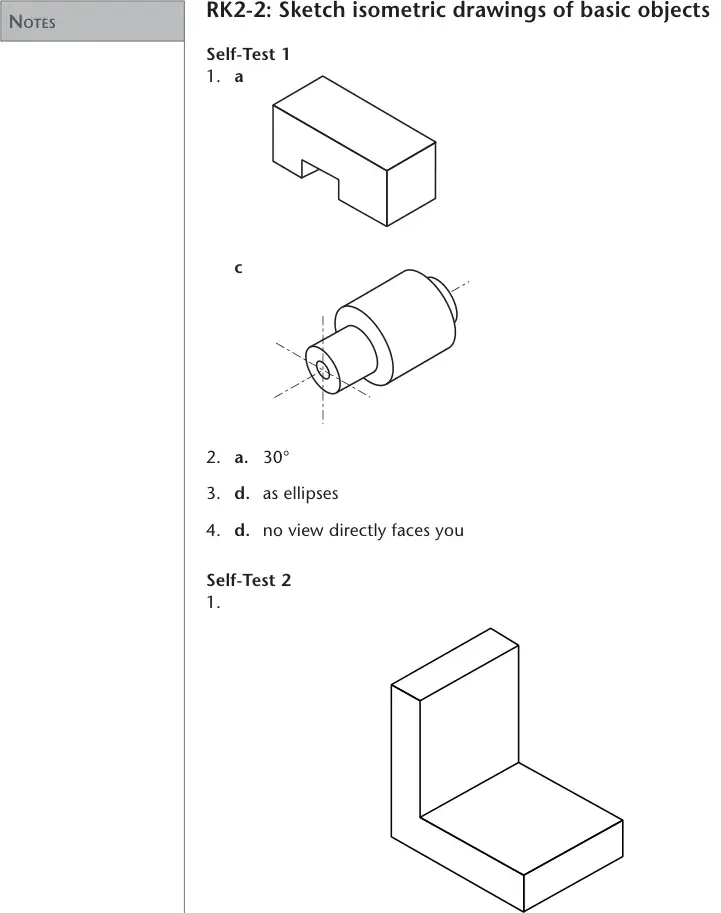 NOTES
RK2-2: Sketch isometric drawings of basic objects
Self-Test 1
1. a
c
2. a. 30°
3. d. as ellipses
4. d. no view directly faces you
Self-Test 2
1.